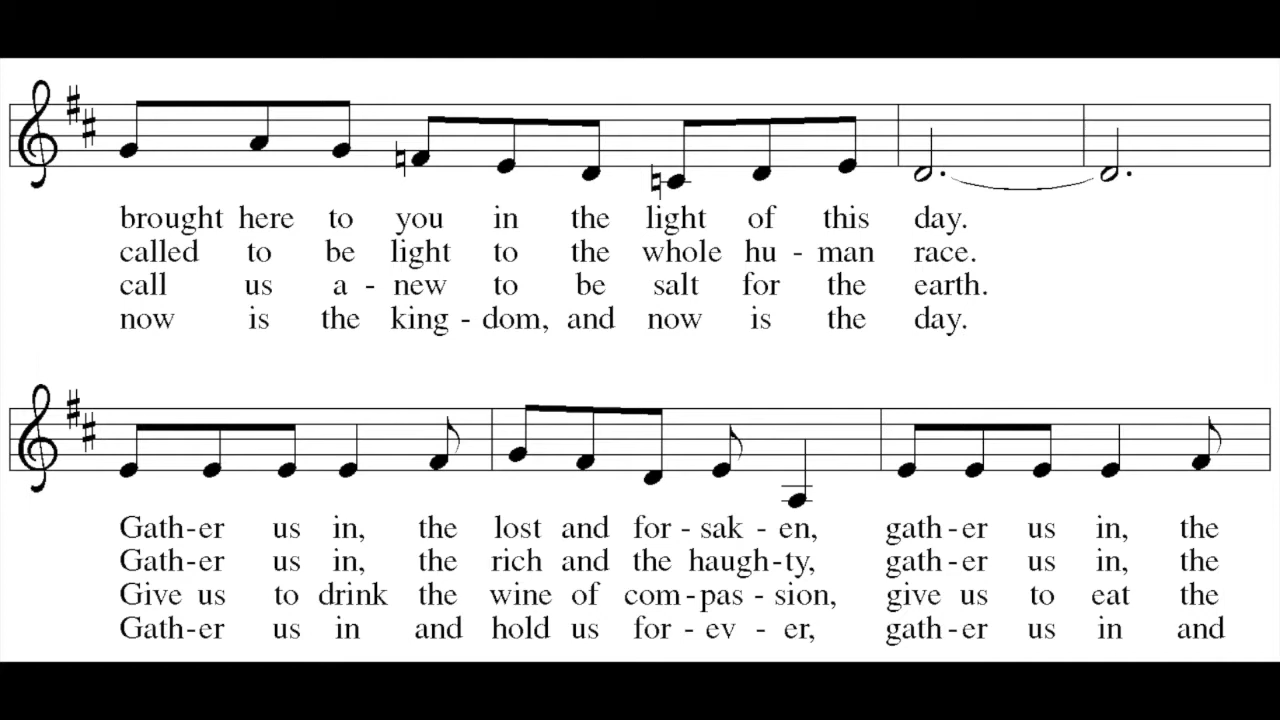 brought here to you in the light of this day.
called to be light to the whole hu - man race.
call us a - new to be salt for the earth.
now is the king - dom, and now is the day.
Gath - er us in, the lost and for - sak - en, gath - er us in, the
Gath - er us in, the rich and the haugh - ty, gath - er us in, the
Give us to drink the wine of com - pas - sion, give us to eat the
Gath - er us in and hold us for - ev - er, gath - er us in and